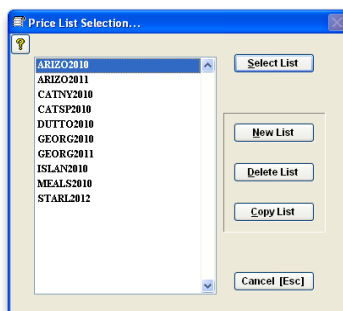 Price List Selection...
?
ARIZO2010
ARIZO2011
CATNY2010
CATSP2010
DUTTO2010
GEORG2010
GEORG2011
ISLAN2010
MEALS2010
STARL2012
Select List
New List
Delete List
Copy List
Cancel [Esc]